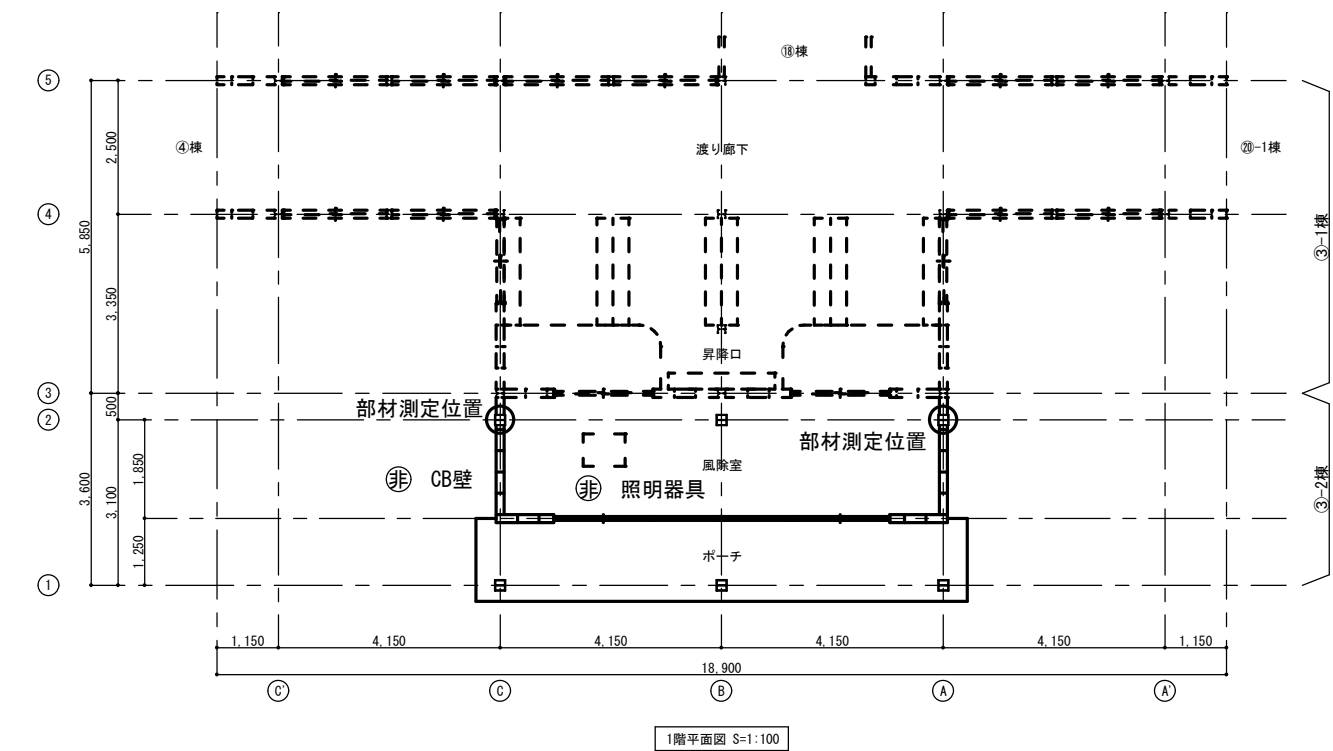 ⑱棟
⑤
④棟
2,500
渡り廊下
⑳-1棟
④
5,850
3,350
③-1棟
昇降口
③
500
部材測定位置
②
部材測定位置
風除室
1,850
㊩ CB壁
㊩ 照明器具
3,600
3,100
③-2棟
1,250
ポーチ
①
1,150
4,150
4,150
4,150
4,150
1,150
18,900
C'
C
B
A
A'
1階平面図 S=1:100